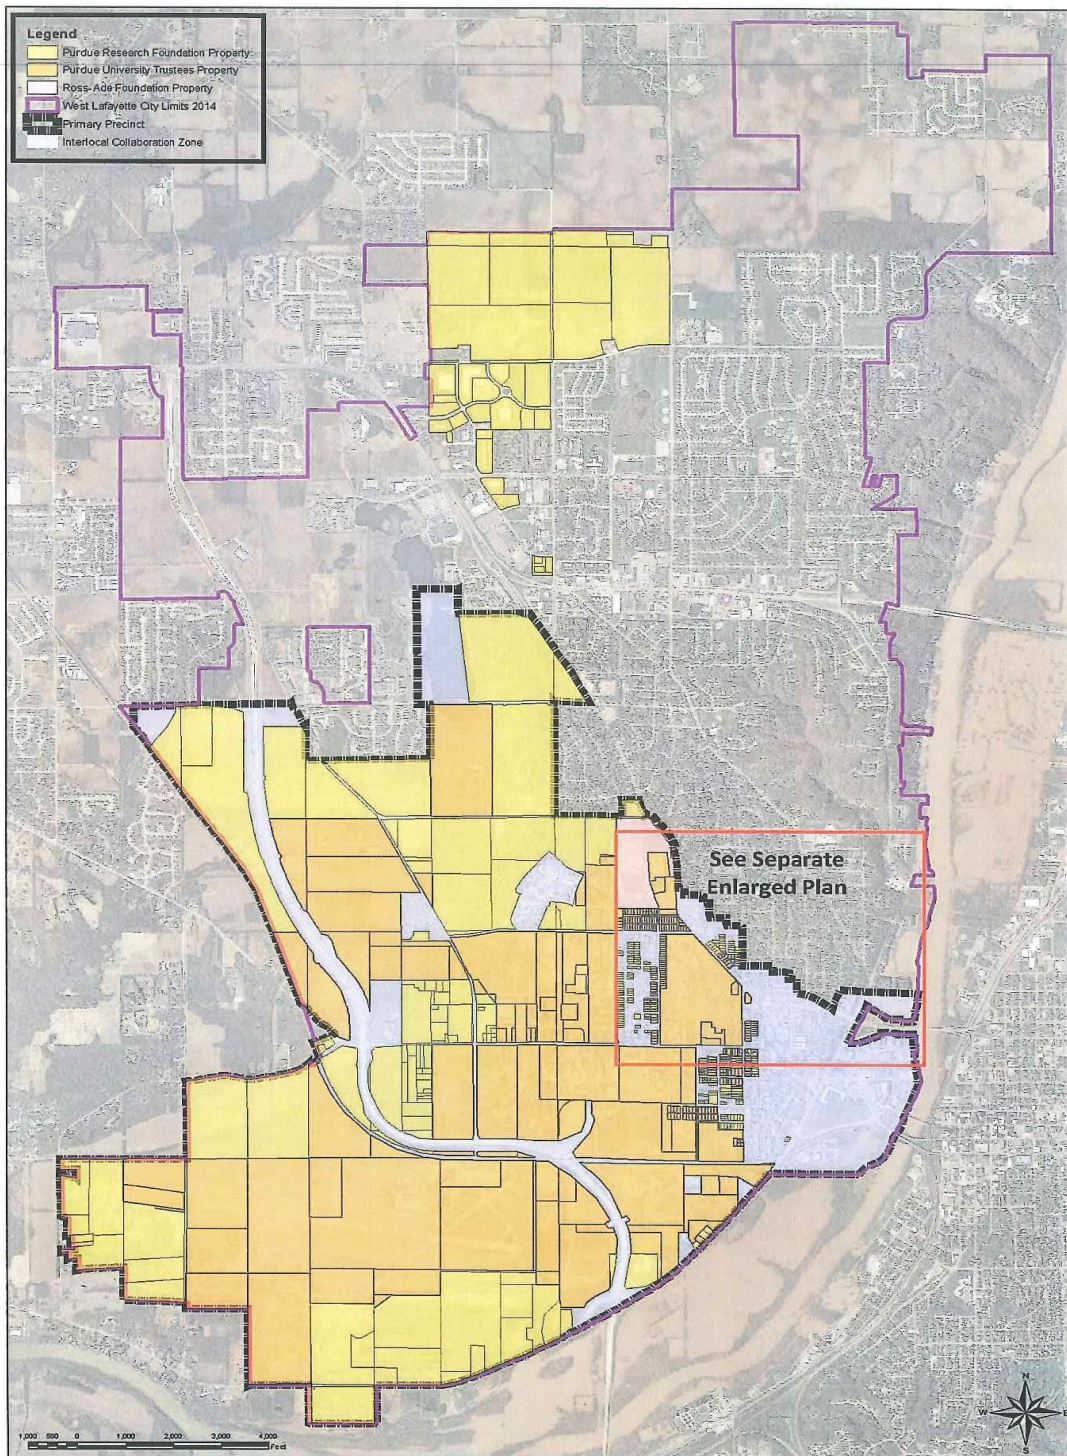 Legend
Purdue Research Foundation Property
Purdue University Trustees Property
Ross-Ade Foundation Property
West Lafayette City Limits 2014
Primary Precinct
Interlocal Collaboration Zone
See Separate
Enlarged Plan
N
W E
S
1,000 500 0 1,000 2,000 3,000 4,000
Feet